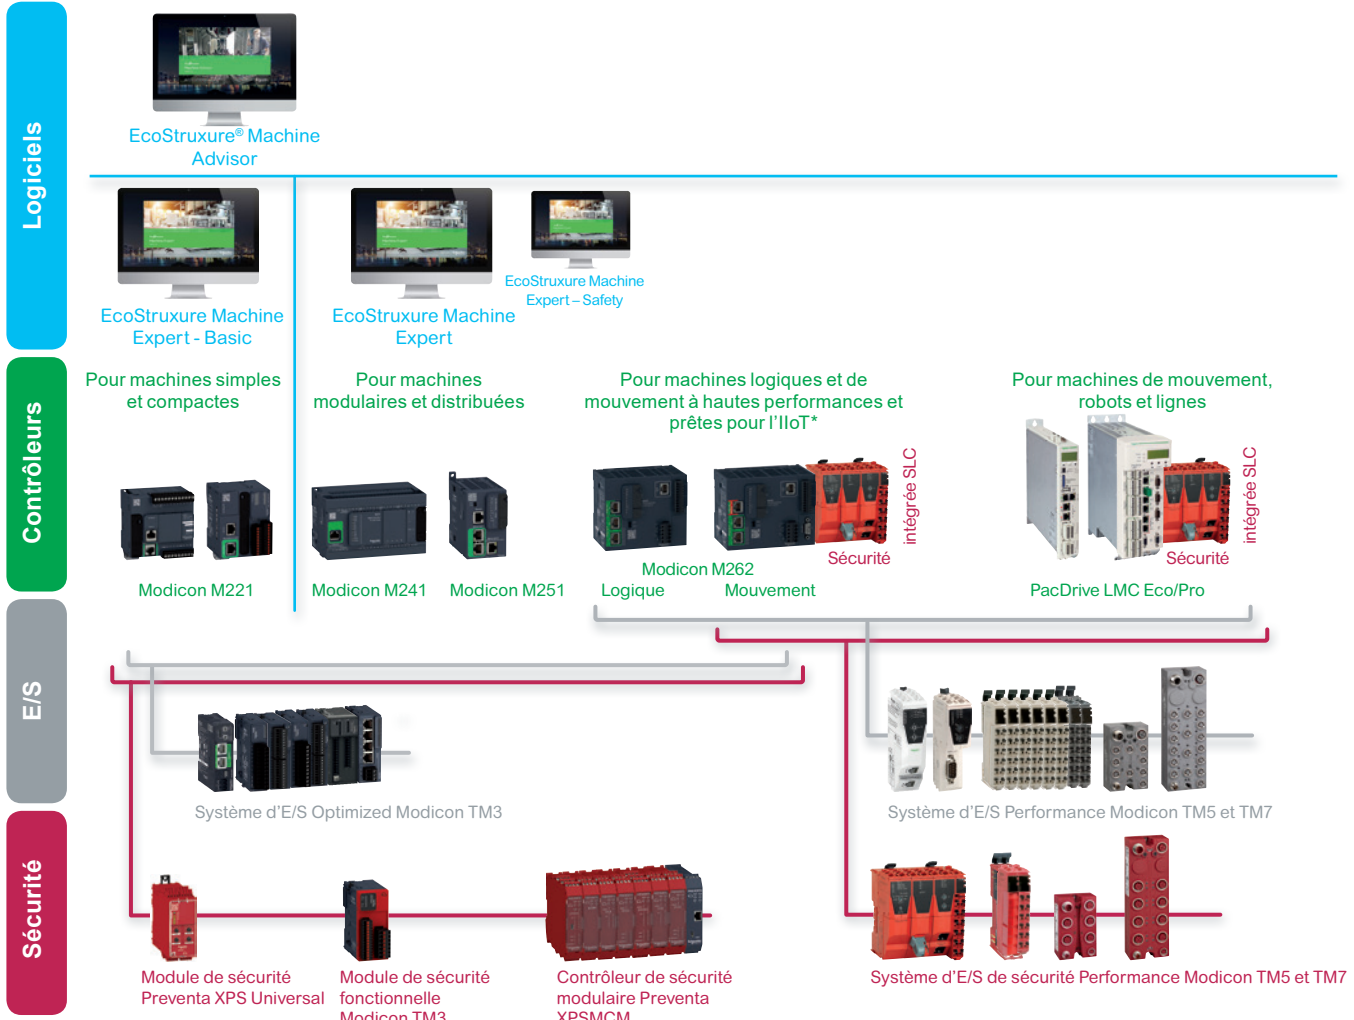 Logiciels
EcoStruxure® Machine
Advisor
EcoStruxure Machine
Expert - Basic
EcoStruxure Machine
Expert
EcoStruxure Machine
Expert – Safety
Contrôleurs
Pour machines simples
et compactes
Pour machines
modulaires et distribuées
Pour machines logiques et de
mouvement à hautes performances et
prêtes pour l'IIoT*
Pour machines de mouvement,
robots et lignes
intégrée SLC
Sécurité
intégrée SLC
Sécurité
Modicon M221
Modicon M241
Modicon M251
Modicon M262
Logique
Mouvement
PacDrive LMC Eco/Pro
E/S
Système d'E/S Optimized Modicon TM3
Système d'E/S Performance Modicon TM5 et TM7
Sécurité
Module de sécurité
Preventa XPS Universal
Module de sécurité
fonctionnelle
Modicon TM3
Contrôleur de sécurité
modulaire Preventa
XPSMCM
Système d'E/S de sécurité Performance Modicon TM5 et TM7